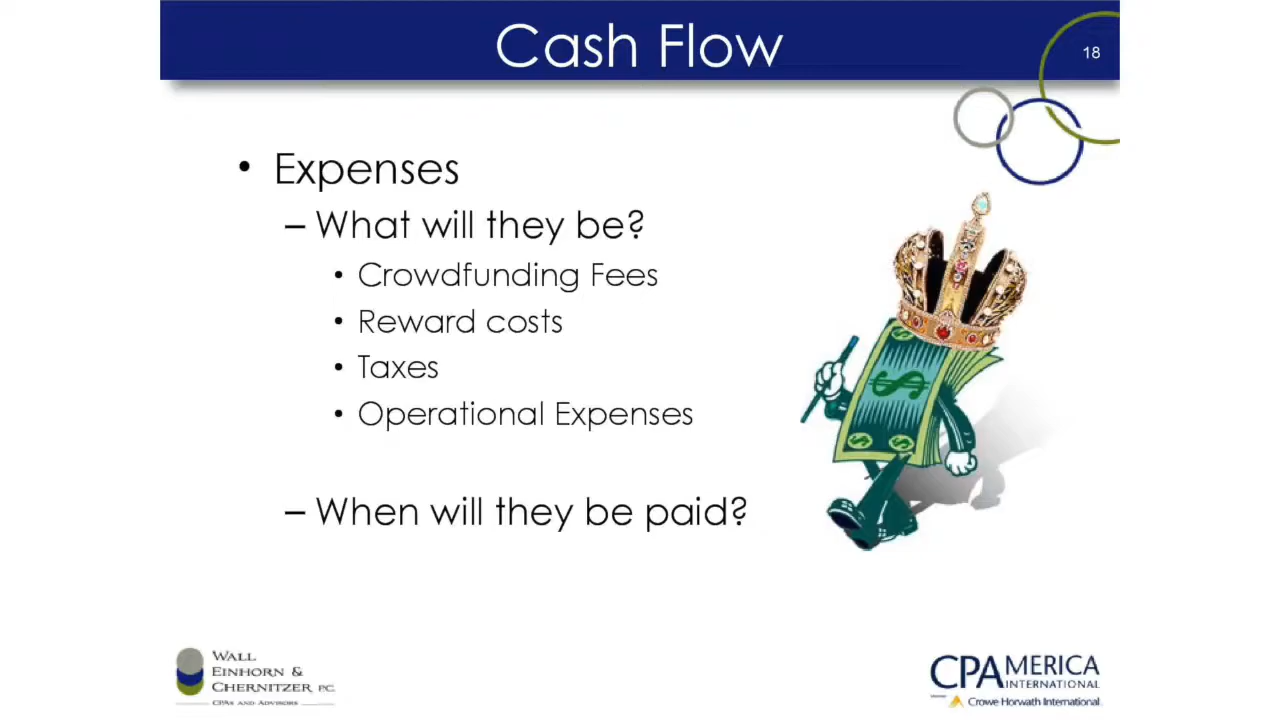 Cash Flow
18
• Expenses
– What will they be?
• Crowdfunding Fees
• Reward costs
• Taxes
• Operational Expenses
– When will they be paid?
WALL
EINHORN &
CHERNITZER P.C.
CPAS AND ADVISORS
CPAMERICA
INTERNATIONAL
Crowe Horwath International